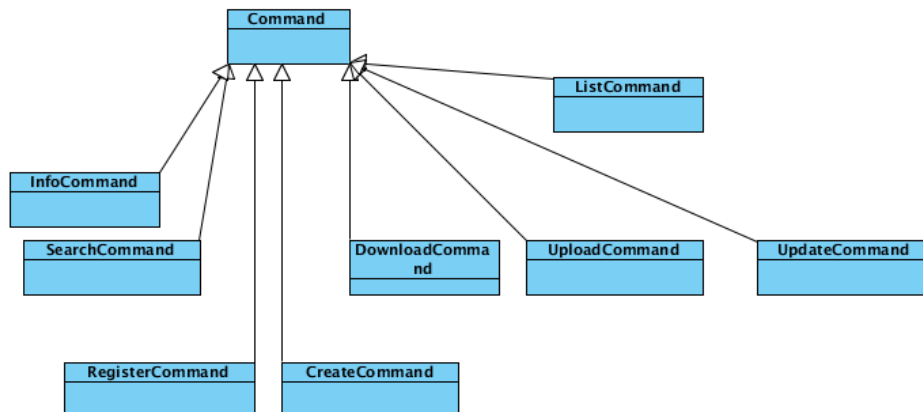 Command
ListCommand
InfoCommand
SearchCommand
DownloadComma
nd
UploadCommand
UpdateCommand
RegisterCommand
CreateCommand